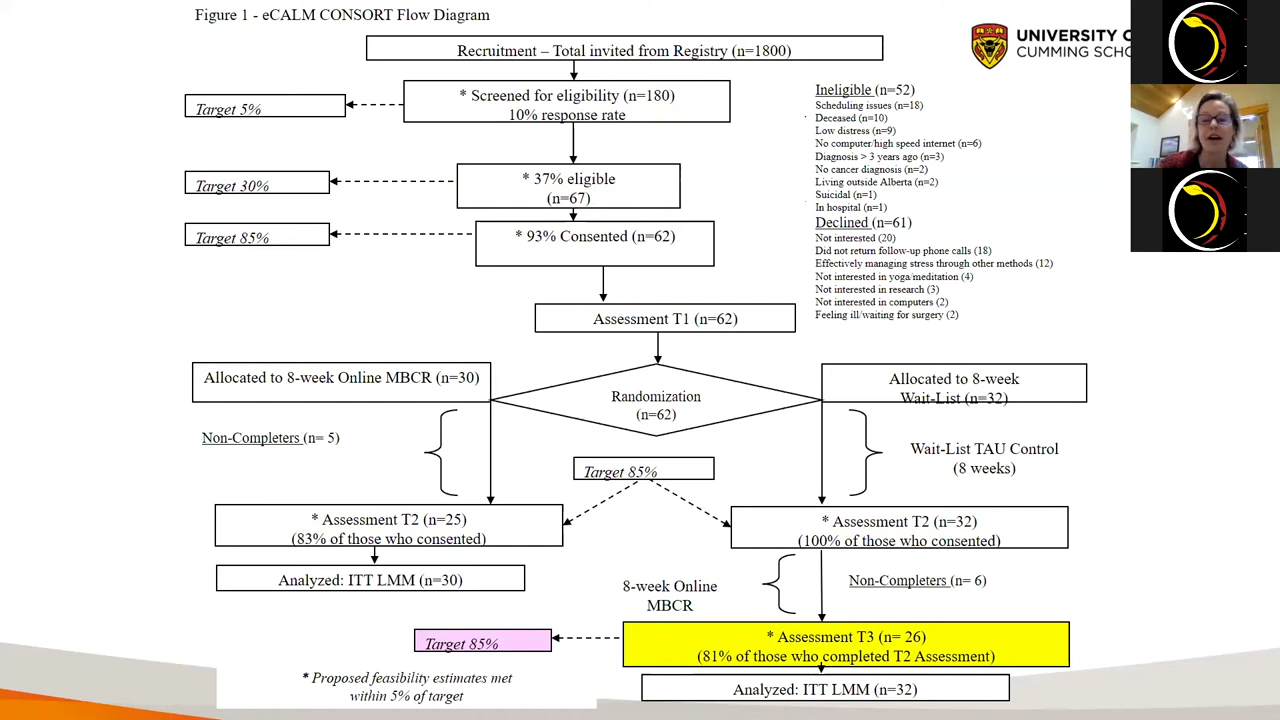 Figure 1 - eCALM CONSORT Flow Diagram
UNIVERSITY O
CUMMING SCHO
Recruitment – Total invited from Registry (n=1800)
Target 5%
* Screened for eligibility (n=180)
10% response rate
Ineligible (n=52)
Scheduling issues (n=18)
Deceased (n=10)
Low distress (n=9)
No computer/high speed internet (n=6)
Diagnosis > 3 years ago (n=3)
No cancer diagnosis (n=2)
Living outside Alberta (n=2)
Suicidal (n=1)
In hospital (n=1)
Declined (n=61)
Not interested (20)
Did not return follow-up phone calls (18)
Effectively managing stress through other methods (12)
Not interested in yoga/meditation (4)
Not interested in research (3)
Not interested in computers (2)
Feeling ill/waiting for surgery (2)
Target 30%
* 37% eligible
(n=67)
Target 85%
* 93% Consented (n=62)
Assessment T1 (n=62)
Allocated to 8-week Online MBCR (n=30)
Randomization
(n=62)
Allocated to 8-week
Wait-List (n=32)
Non-Completers (n= 5)
Wait-List TAU Control
(8 weeks)
Target 85%
* Assessment T2 (n=25)
(83% of those who consented)
* Assessment T2 (n=32)
(100% of those who consented)
Analyzed: ITT LMM (n=30)
8-week Online
MBCR
Non-Completers (n= 6)
Target 85%
* Assessment T3 (n= 26)
(81% of those who completed T2 Assessment)
Analyzed: ITT LMM (n=32)
* Proposed feasibility estimates met
within 5% of target